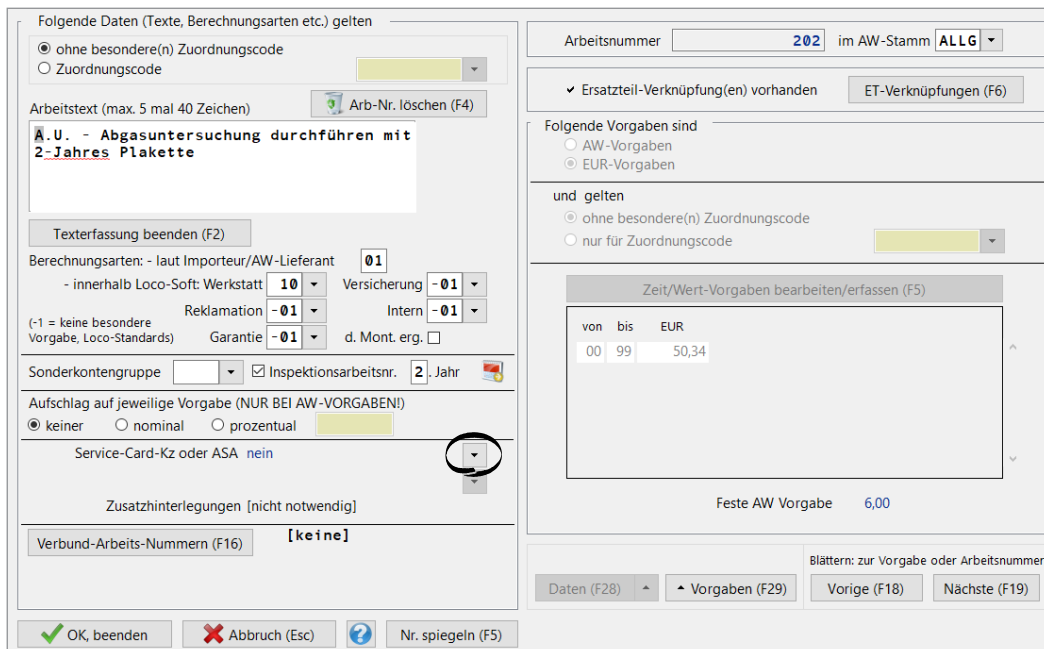 Folgende Daten (Texte, Berechnungsarten etc.) gelten
ohne besondere(n) Zuordnungscode
Zuordnungscode
Arbeitstext (max. 5 mal 40 Zeichen)
Arb-Nr. löschen (F4)
A.U. - Abgasuntersuchung durchführen mit
2-Jahres Plakette
Texterfassung beenden (F2)
Berechnungsarten: - laut Importeur/AW-Lieferant 01
- innerhalb Loco-Soft: Werkstatt 10 Versicherung -01
Reklamation -01 Intern -01
(-1 = keine besondere
Vorgabe, Loco-Standards) Garantie -01 d. Mont. erg.
Sonderkontengruppe Inspektionsarbeitsnr. 2. Jahr
Aufschlag auf jeweilige Vorgabe (NUR BEI AW-VORGABEN!)
keiner nominal prozentual
Service-Card-Kz oder ASA nein
Zusatzhinterlegungen [nicht notwendig]
Verbund-Arbeits-Nummern (F16) [keine]
OK, beenden Abbruch (Esc) ? Nr. spiegeln (F5)
Arbeitsnummer 202 im AW-Stamm ALLG
Ersatzteil-Verknüpfung(en) vorhanden ET-Verknüpfungen (F6)
Folgende Vorgaben sind
AW-Vorgaben
EUR-Vorgaben
und gelten
ohne besondere(n) Zuordnungscode
nur für Zuordnungscode
Zeit/Wert-Vorgaben bearbeiten/erfassen (F5)
von bis EUR
00 99 50,34
Feste AW Vorgabe 6,00
Blättern: zur Vorgabe oder Arbeitsnummer
Daten (F28) Vorgaben (F29) Vorige (F18) Nächste (F19)